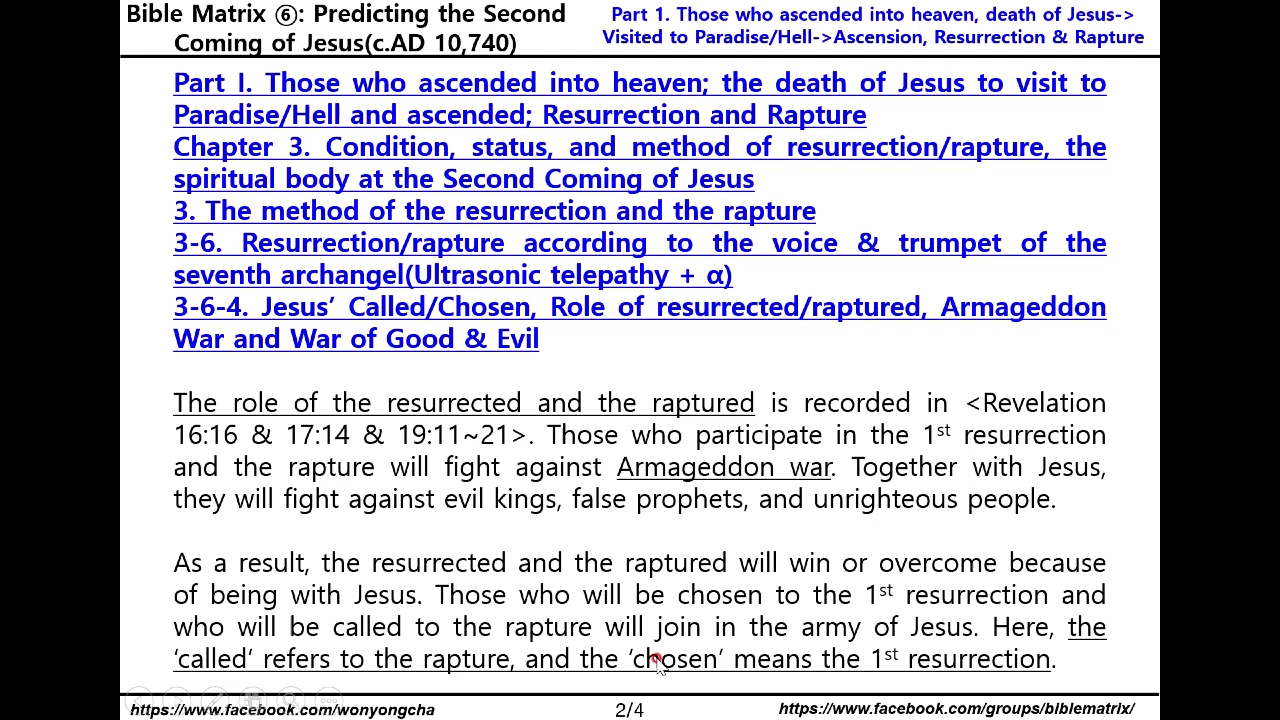 Bible Matrix ⑥: Predicting the Second
Coming of Jesus(c.AD 10,740)
Part 1. Those who ascended into heaven, death of Jesus->
Visited to Paradise/Hell->Ascension, Resurrection & Rapture
Part I. Those who ascended into heaven; the death of Jesus to visit to
Paradise/Hell and ascended; Resurrection and Rapture
Chapter 3. Condition, status, and method of resurrection/rapture, the
spiritual body at the Second Coming of Jesus
3. The method of the resurrection and the rapture
3-6. Resurrection/rapture according to the voice & trumpet of the
seventh archangel(Ultrasonic telepathy + α)
3-6-4. Jesus’ Called/Chosen, Role of resurrected/raptured, Armageddon
War and War of Good & Evil
The role of the resurrected and the raptured is recorded in <Revelation
16:16 & 17:14 & 19:11~21>. Those who participate in the 1st resurrection
and the rapture will fight against Armageddon war. Together with Jesus,
they will fight against evil kings, false prophets, and unrighteous people.
As a result, the resurrected and the raptured will win or overcome because
of being with Jesus. Those who will be chosen to the 1st resurrection and
who will be called to the rapture will join in the army of Jesus. Here, the
‘called’ refers to the rapture, and the ‘chosen’ means the 1st resurrection.
https://www.facebook.com/wonyongcha
2/4
https://www.facebook.com/groups/biblematrix/